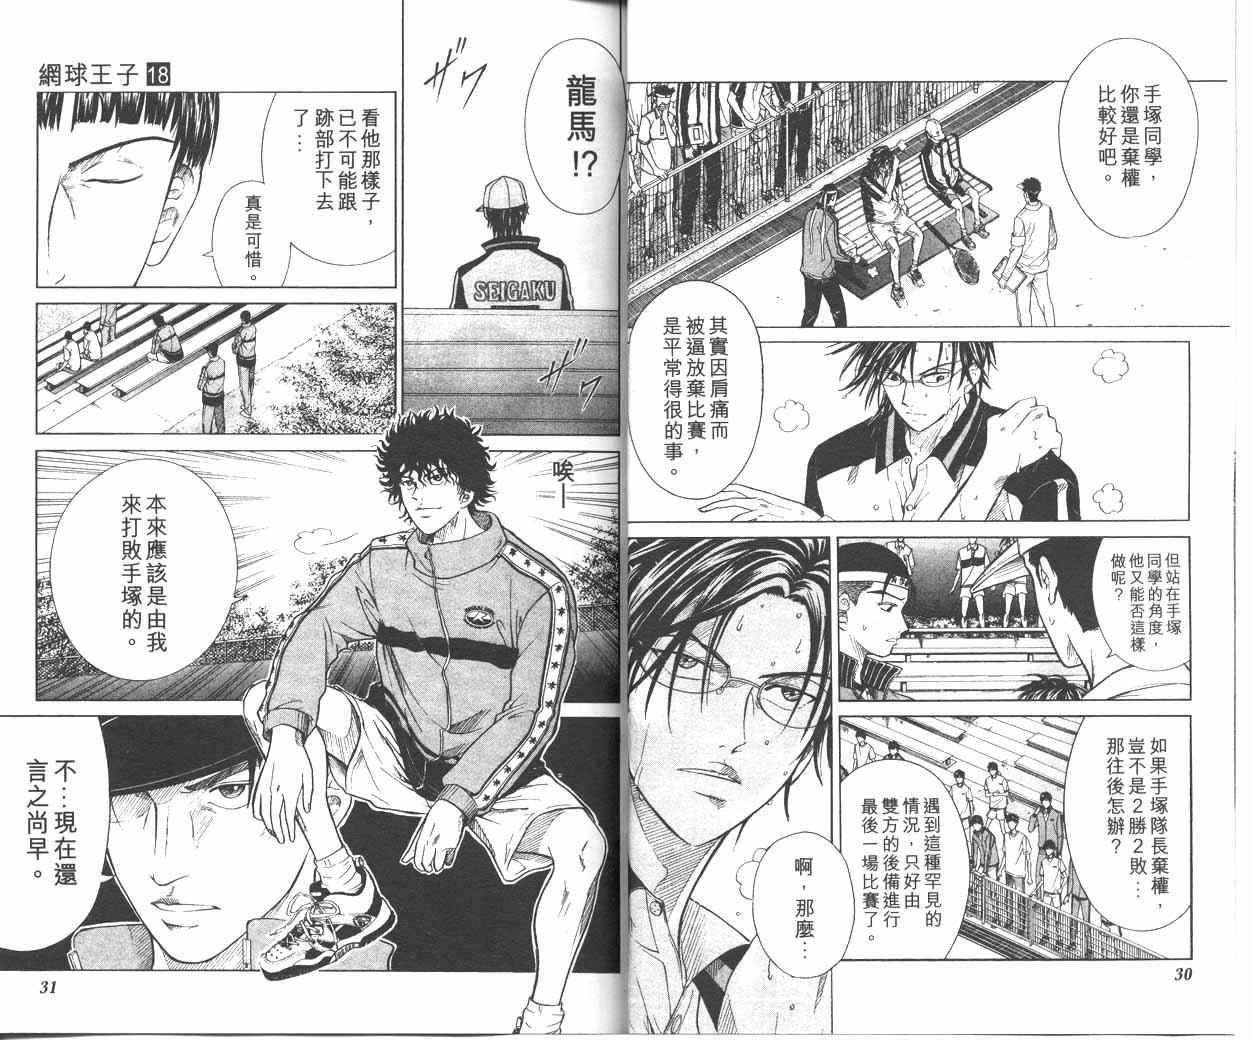 手塚同學，
你還是棄權
比較好吧。
其實因肩痛而
被逼放棄比賽，
是平常得很的事。
但站在手塚
同學的角度，
他又能否這樣
做呢？
如果手塚隊長棄權，
豈不是2勝2敗…
那往後怎辦？
遇到這種罕見的
情況，只好由
雙方的後備進行
最後一場比賽了。
啊，那麼…
30
網球王子 18
龍馬!?
SEIGAKU
看他那樣子，
已不可能跟
跡部打下去
了…
真是可惜。
唉—
本來應該是由我
來打敗手塚的。
不…現在還
言之尚早。
31